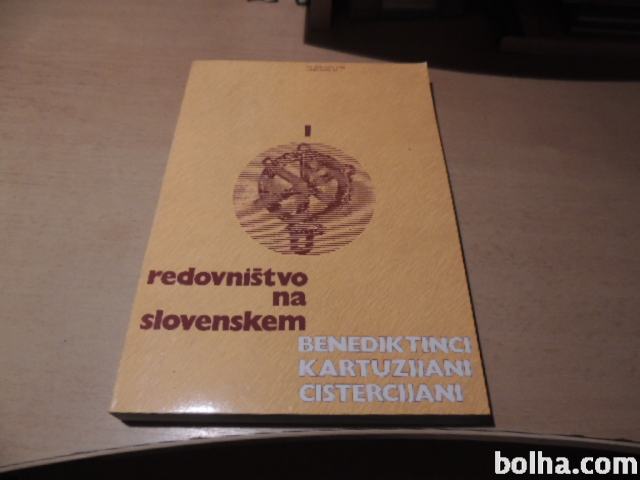 I
redovništvo
na
slovenskem
BENEDIKTINCI
KARTUZIJANI
CISTERCIJANI
bolha.com